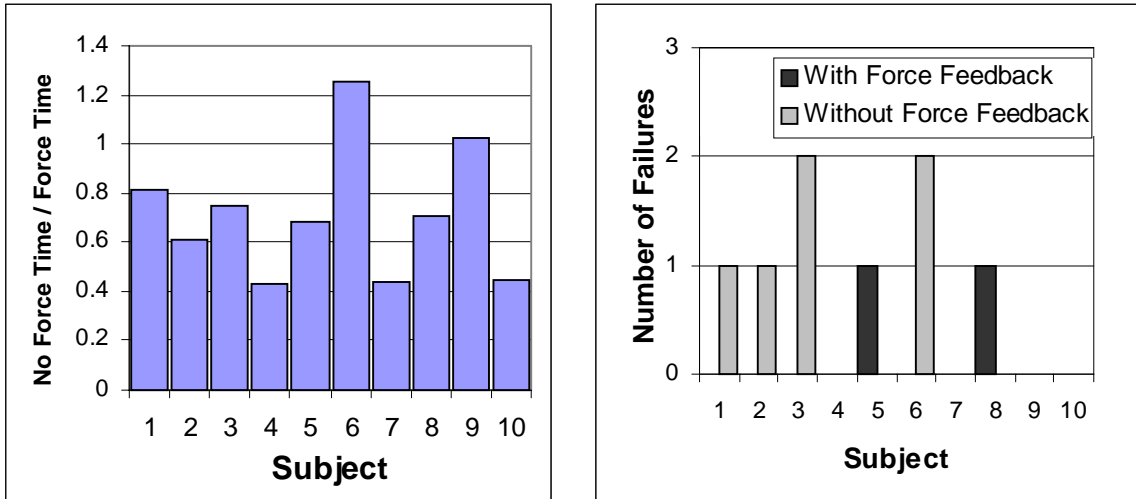 No Force Time / Force Time
1.4
1.2
1
0.8
0.6
0.4
0.2
0
1 2 3 4 5 6 7 8 9 10
Subject
Number of Failures
3
2
1
0
With Force Feedback
Without Force Feedback
1 2 3 4 5 6 7 8 9 10
Subject